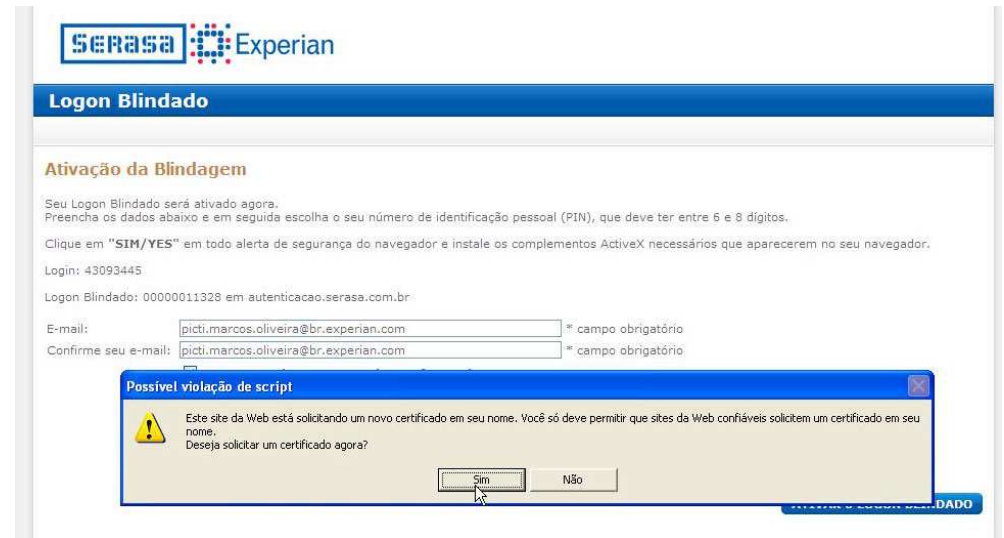 SeRasa Experian
Logon Blindado
Ativação da Blindagem
Seu Logon Blindado será ativado agora.
Preencha os dados abaixo e em seguida escolha o seu número de identificação pessoal (PIN), que deve ter entre 6 e 8 dígitos.
Clique em "SIM/YES" em todo alerta de segurança do navegador e instale os complementos ActiveX necessários que aparecerem no seu navegador.
Login: 43093445
Logon Blindado: 00000011328 em autenticacao.serasa.com.br
E-mail: picti.marcos.oliveira@br.experian.com * campo obrigatório
Confirme seu e-mail: picti.marcos.oliveira@br.experian.com * campo obrigatório
Possível violação de script
Este site da Web está solicitando um novo certificado em seu nome. Você só deve permitir que sites da Web confiáveis solicitem um certificado em seu
nome.
Deseja solicitar um certificado agora?
Sim Não
ATIVAR O LOGON BLINDADO